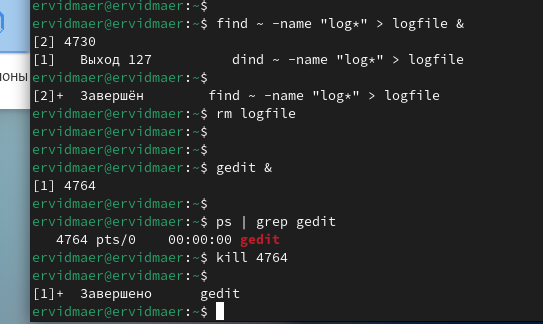 ervidmaer@ervidmaer:~$
ervidmaer@ervidmaer:~$ find ~ -name "log*" > logfile &
[2] 4730
[1]   Выход 127          dind ~ -name "log*" > logfile
ervidmaer@ervidmaer:~$
[2]+  Завершён        find ~ -name "log*" > logfile
ervidmaer@ervidmaer:~$ rm logfile
ervidmaer@ervidmaer:~$
ervidmaer@ervidmaer:~$
ervidmaer@ervidmaer:~$ gedit &
[1] 4764
ervidmaer@ervidmaer:~$
ervidmaer@ervidmaer:~$ ps | grep gedit
   4764 pts/0    00:00:00 gedit
ervidmaer@ervidmaer:~$ kill 4764
ervidmaer@ervidmaer:~$
[1]+  Завершено      gedit
ervidmaer@ervidmaer:~$